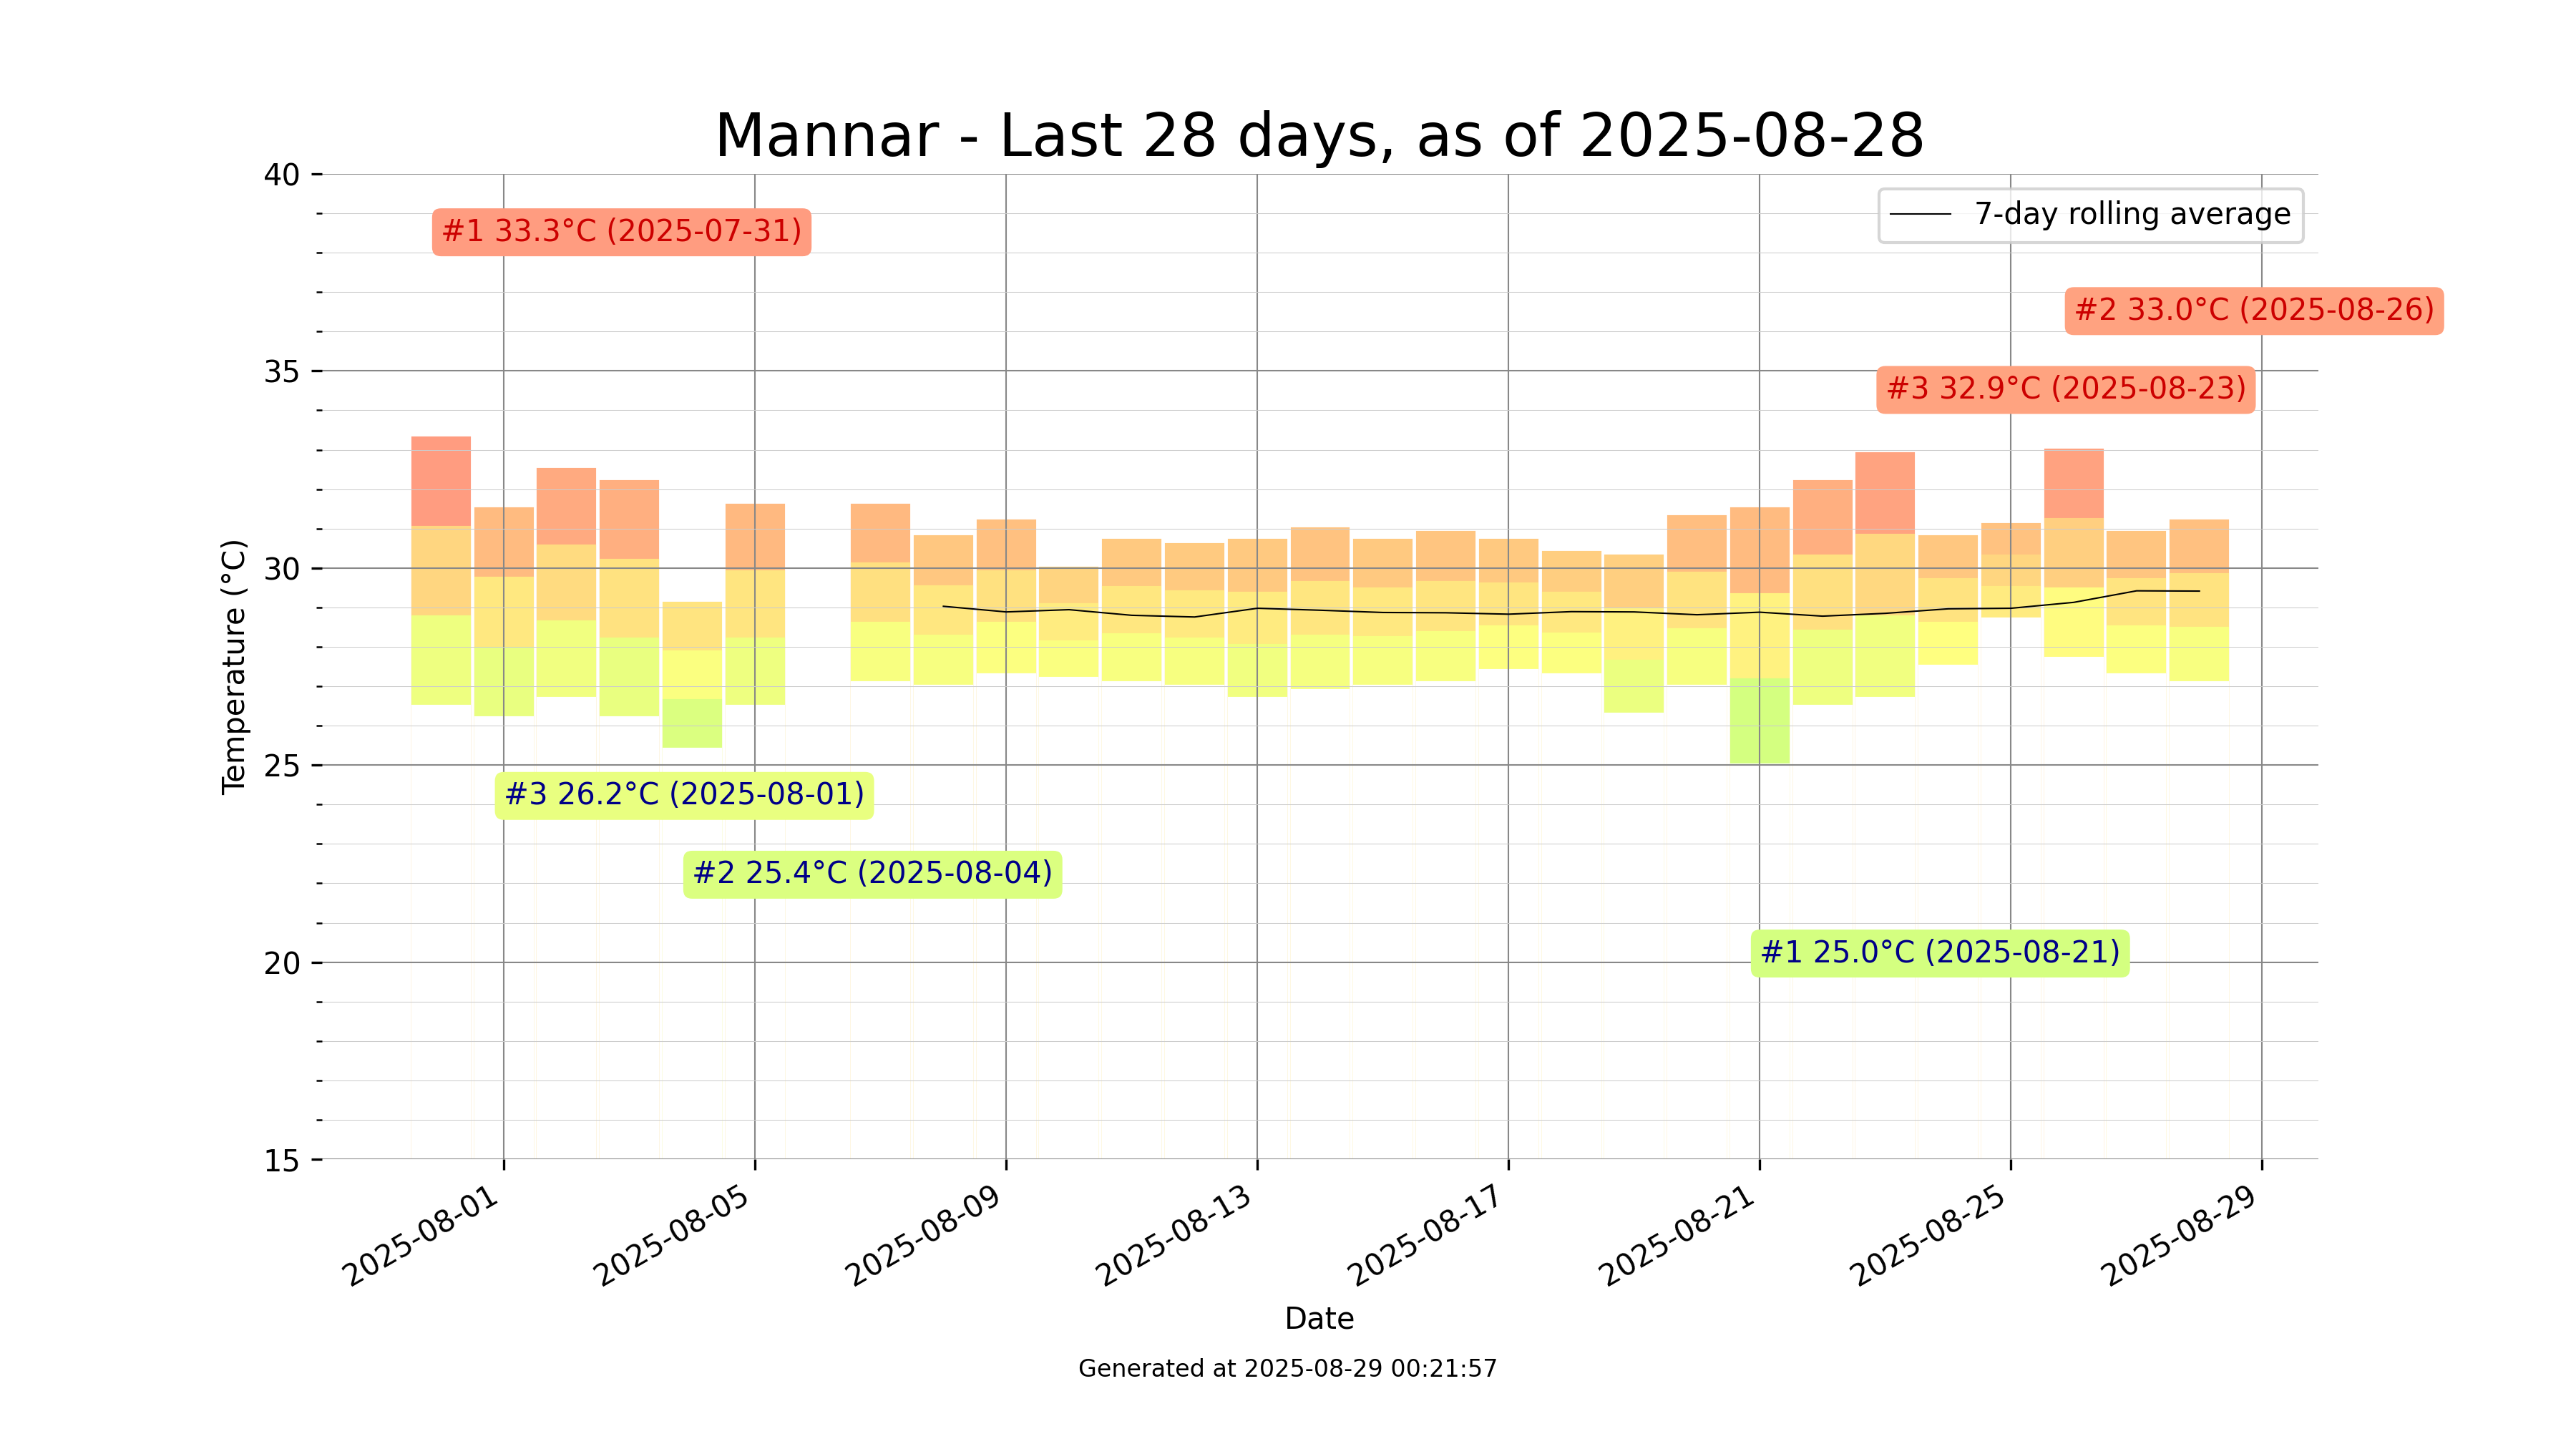 Mannar - Last 28 days, as of 2025-08-28
40
35
30
25
20
15
Temperature (°C)
7-day rolling average
#1 33.3°C (2025-07-31)
#2 33.0°C (2025-08-26)
#3 32.9°C (2025-08-23)
#3 26.2°C (2025-08-01)
#2 25.4°C (2025-08-04)
#1 25.0°C (2025-08-21)
2025-08-01
2025-08-05
2025-08-09
2025-08-13
2025-08-17
2025-08-21
2025-08-25
2025-08-29
Date
Generated at 2025-08-29 00:21:57